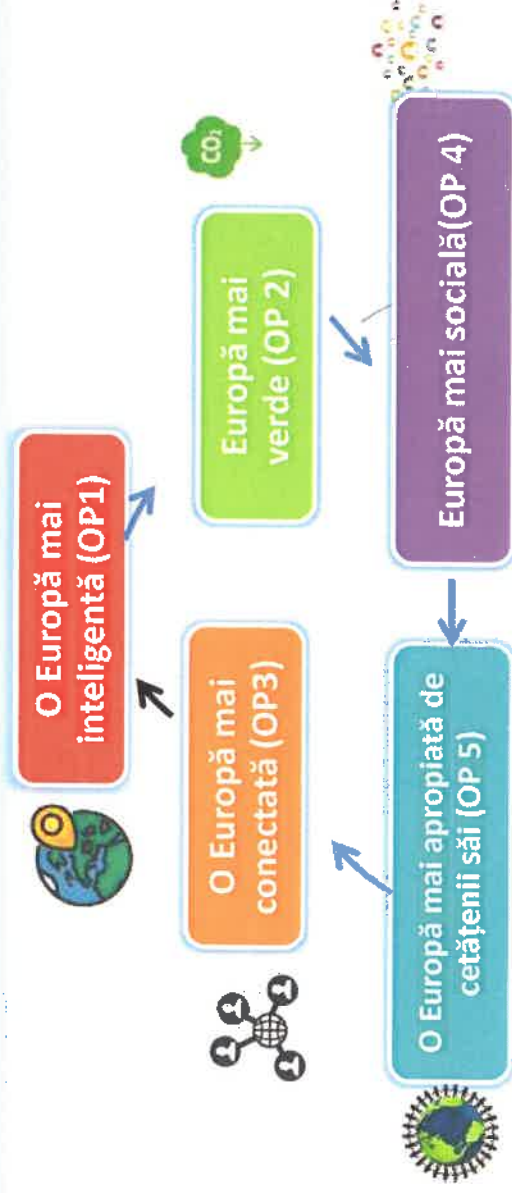 O Europă mai
inteligentă (OP1)
CO₂
Europă mai
verde (OP 2)
O Europă mai
conectată (OP3)
Europă mai socială(OP 4)
O Europă mai apropiată de
cetățenii săi (OP 5)